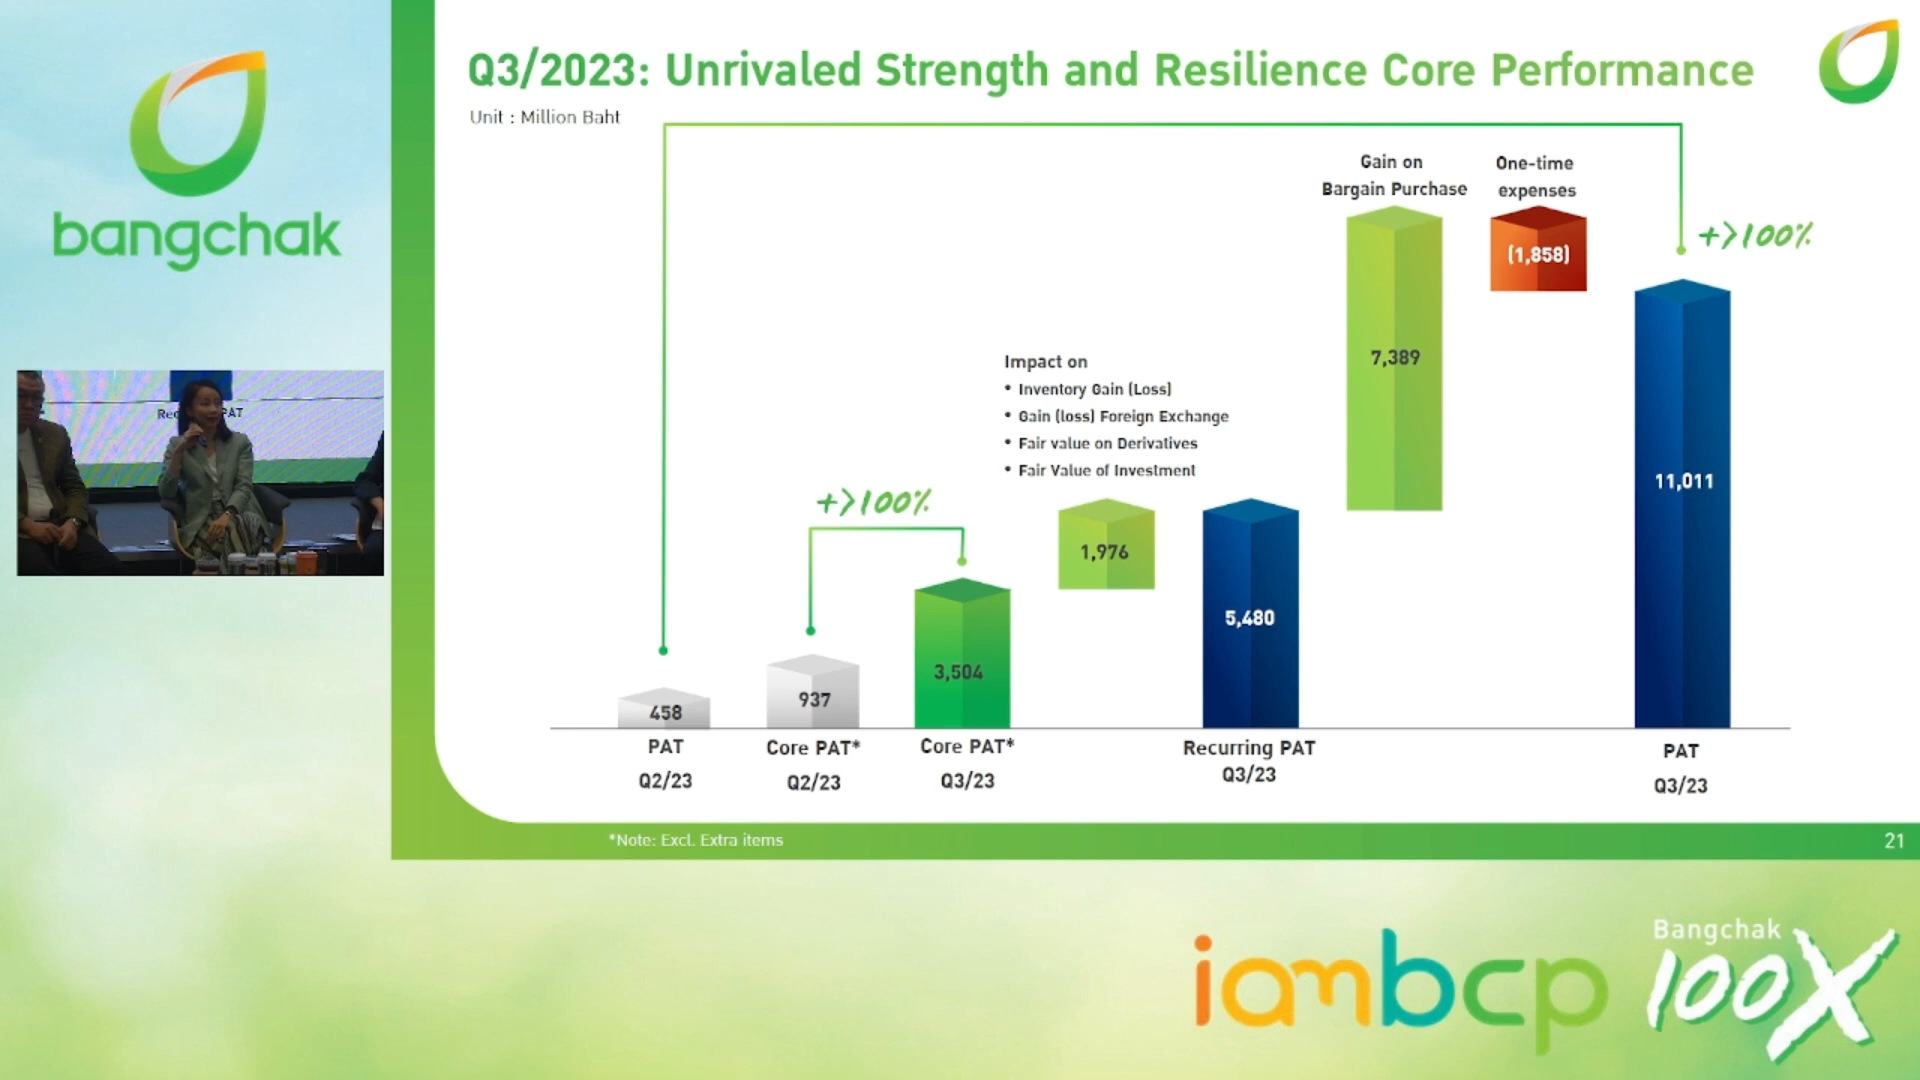 bangchak
Q3/2023: Unrivaled Strength and Resilience Core Performance
Unit : Million Baht
Gain on
Bargain Purchase
One-time
expenses
+>100%
(1,858)
7,389
11,011
Impact on
• Inventory Gain (Loss)
• Gain (loss) Foreign Exchange
• Fair value on Derivatives
• Fair Value of Investment
+>100%
1,976
5,480
3,504
937
458
PAT
Q2/23
Core PAT*
Q2/23
Core PAT*
Q3/23
Recurring PAT
Q3/23
PAT
Q3/23
*Note: Excl. Extra items
21
iambcp
Bangchak
100X